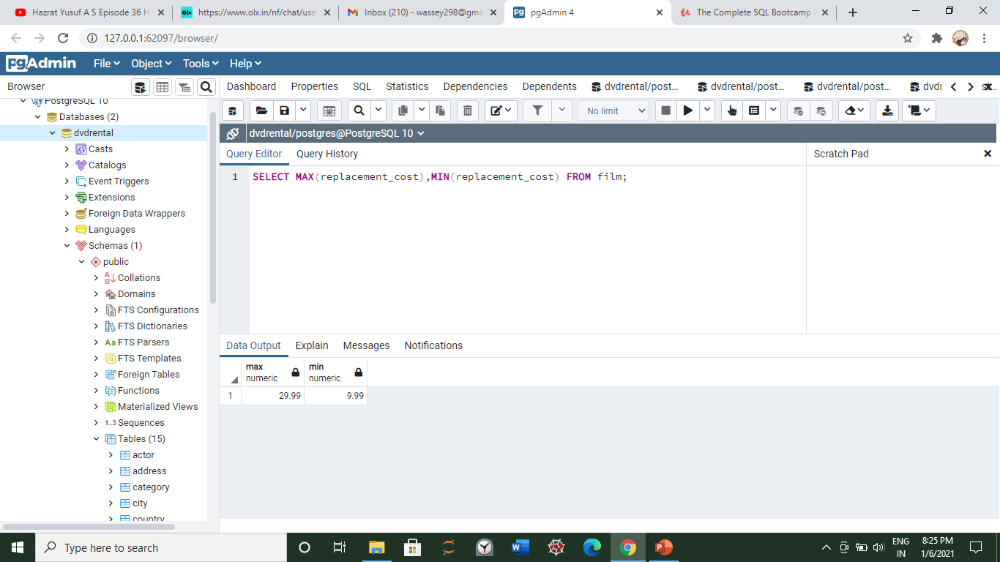 Hazrat Yusuf A S Episode 36 H
https://www.olx.in/nf/chat/use
Inbox (210) - wassey298@gma
pgAdmin 4
The Complete SQL Bootcamp
127.0.0.1:62097/browser/
pgAdmin
File
Object
Tools
Help
Browser
Dashboard
Properties
SQL
Statistics
Dependencies
Dependents
dvdrental/post...
dvdrental/post...
dvdrental/post...
dvd
No limit
dvdrental/postgres@PostgreSQL 10
Query Editor
Query History
Scratch Pad
1 SELECT MAX(replacement_cost),MIN(replacement_cost) FROM film;
PostgreSQL 10
Databases (2)
dvdrental
Casts
Catalogs
Event Triggers
Extensions
Foreign Data Wrappers
Languages
Schemas (1)
public
Collations
Domains
FTS Configurations
FTS Dictionaries
Aa FTS Parsers
FTS Templates
Foreign Tables
Functions
Materialized Views
1..3 Sequences
Tables (15)
actor
address
category
city
country
Data Output
Explain
Messages
Notifications
max
numeric
min
numeric
1 29.99 9.99
Type here to search
ENG
IN
8:25 PM
1/6/2021